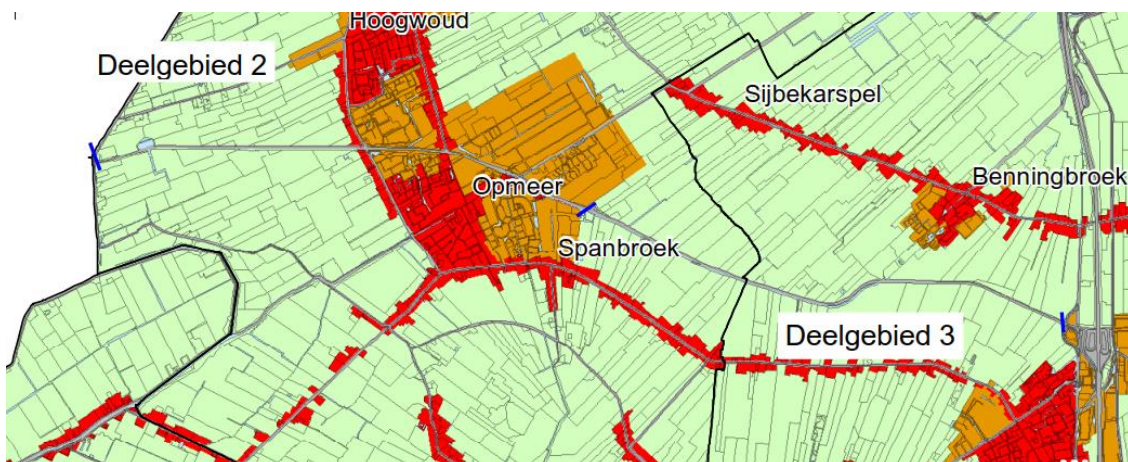 Hoogwoud
Deelgebied 2
Sijbekarspel
Benningbroek
Opmeer
Spanbroek
Deelgebied 3